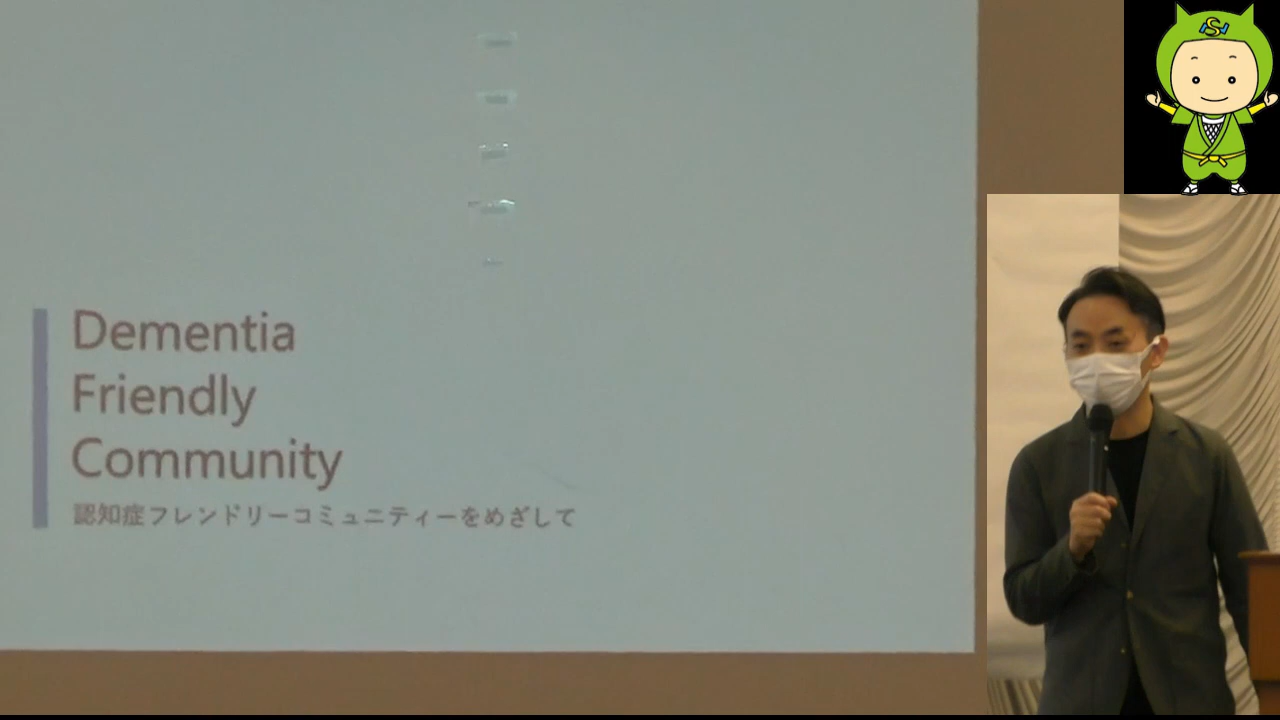 Dementia
Friendly
Community
認知症フレンドリーコミュニティーをめざして
S